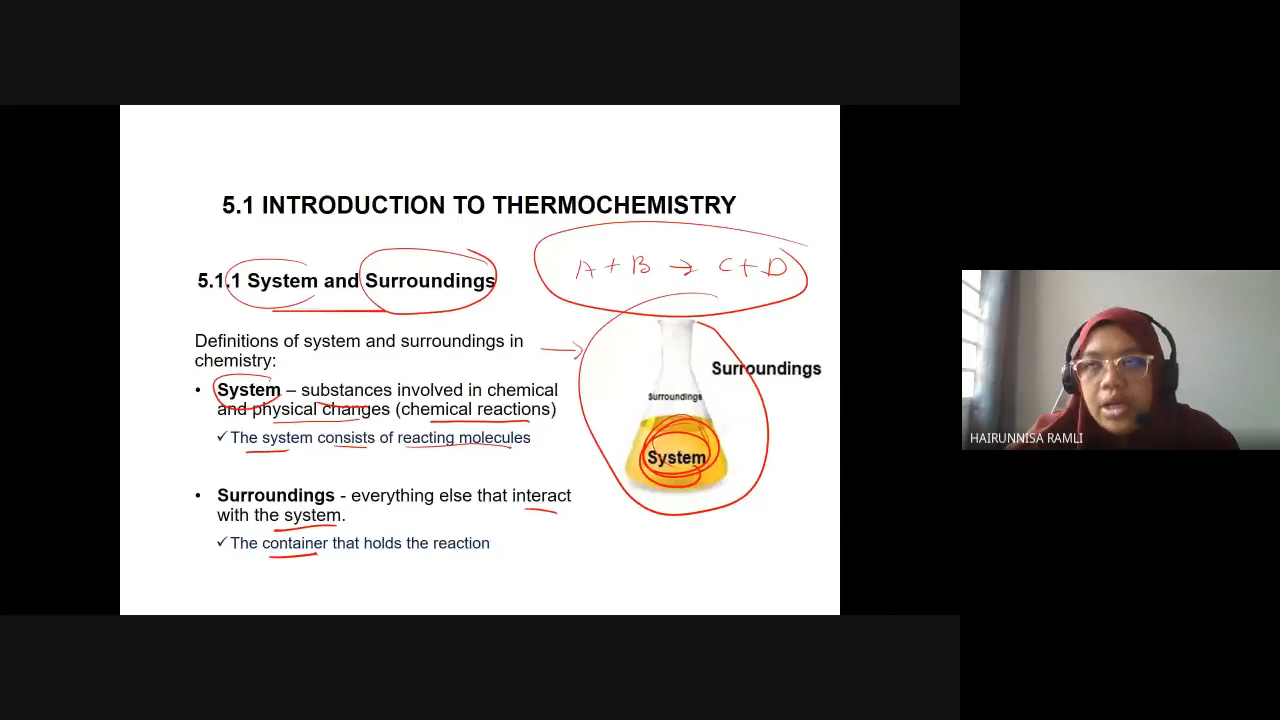 5.1 INTRODUCTION TO THERMOCHEMISTRY
A + B → C + D
5.1.1 System and Surroundings
Definitions of system and surroundings in
chemistry:
• System – substances involved in chemical
and physical changes (chemical reactions)
✓The system consists of reacting molecules
• Surroundings - everything else that interact
with the system.
✓The container that holds the reaction
Surroundings
Surroundings
System
HAIRUNNISA RAMLI